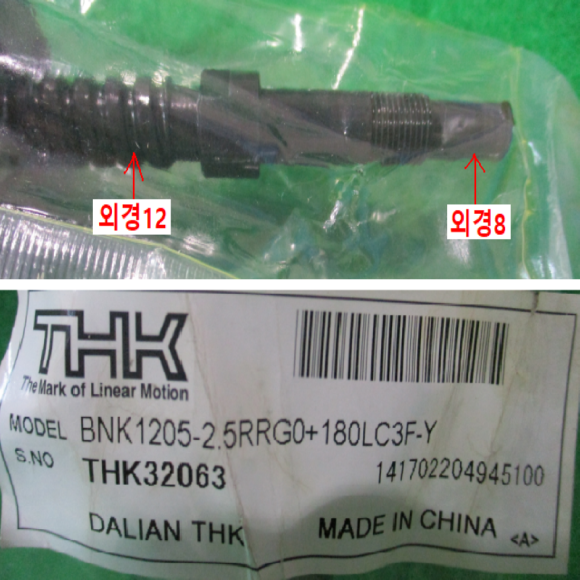 외경12
외경8
THK
The Mark of Linear Motion
MODEL BNK1205-2.5RRG0+180LC3F-Y
S.NO THK32063 141702204945100
DALIAN THK MADE IN CHINA <A>